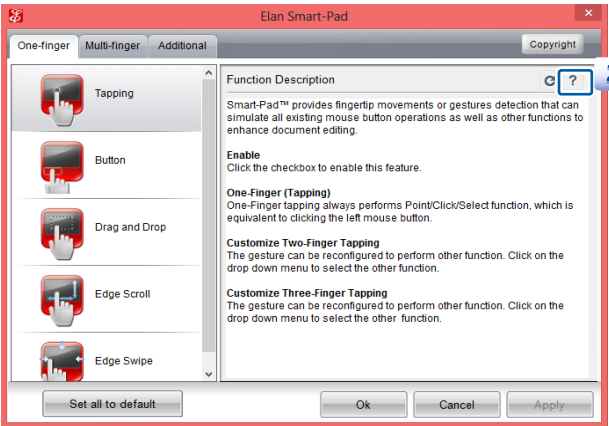 Elan Smart-Pad
One-finger Multi-finger Additional Copyright
Tapping
Button
Drag and Drop
Edge Scroll
Edge Swipe
Function Description ?
Smart-Pad™ provides fingertip movements or gestures detection that can
simulate all existing mouse button operations as well as other functions to
enhance document editing.
Enable
Click the checkbox to enable this feature.
One-Finger (Tapping)
One-Finger tapping always performs Point/Click/Select function, which is
equivalent to clicking the left mouse button.
Customize Two-Finger Tapping
The gesture can be reconfigured to perform other function. Click on the
drop down menu to select the other function.
Customize Three-Finger Tapping
The gesture can be reconfigured to perform other function. Click on the
drop down menu to select the other function.
Set all to default Ok Cancel Apply